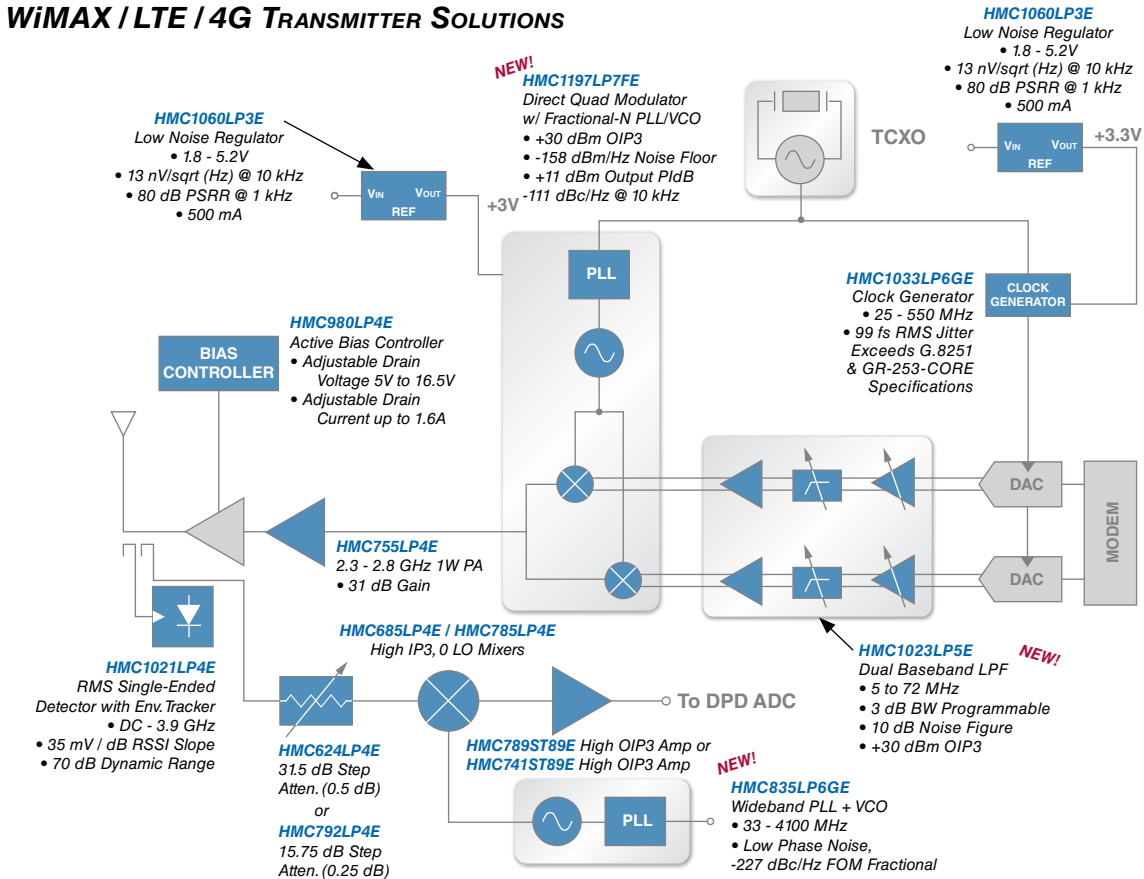 WiMAX / LTE / 4G Transmitter Solutions
HMC1060LP3E
Low Noise Regulator
• 1.8 - 5.2V
• 13 nV/sqrt (Hz) @ 10 kHz
• 80 dB PSRR @ 1 kHz
• 500 mA
VIN
VOUT
REF
+3V
NEW!
HMC1197LP7FE
Direct Quad Modulator
w/ Fractional-N PLL/VCO
• +30 dBm OIP3
• -158 dBm/Hz Noise Floor
• +11 dBm Output PIdB
-111 dBc/Hz @ 10 kHz
TCXO
HMC1060LP3E
Low Noise Regulator
• 1.8 - 5.2V
• 13 nV/sqrt (Hz) @ 10 kHz
• 80 dB PSRR @ 1 kHz
• 500 mA
VIN
VOUT
REF
+3.3V
PLL
HMC1033LP6GE
Clock Generator
• 25 - 550 MHz
• 99 fs RMS Jitter
Exceeds G.8251
& GR-253-CORE
Specifications
CLOCK
GENERATOR
BIAS
CONTROLLER
HMC980LP4E
Active Bias Controller
• Adjustable Drain
Voltage 5V to 16.5V
• Adjustable Drain
Current up to 1.6A
DAC
DAC
MODEM
HMC755LP4E
2.3 - 2.8 GHz 1W PA
• 31 dB Gain
HMC1021LP4E
RMS Single-Ended
Detector with Env.Tracker
• DC - 3.9 GHz
• 35 mV / dB RSSI Slope
• 70 dB Dynamic Range
HMC685LP4E / HMC785LP4E
High IP3, 0 LO Mixers
To DPD ADC
HMC1023LP5E
NEW!
Dual Baseband LPF
• 5 to 72 MHz
• 3 dB BW Programmable
• 10 dB Noise Figure
• +30 dBm OIP3
HMC624LP4E
31.5 dB Step
Atten. (0.5 dB)
or
HMC792LP4E
15.75 dB Step
Atten. (0.25 dB)
HMC789ST89E High OIP3 Amp or
HMC741ST89E High OIP3 Amp
PLL
NEW!
HMC835LP6GE
Wideband PLL + VCO
• 33 - 4100 MHz
• Low Phase Noise,
-227 dBc/Hz FOM Fractional